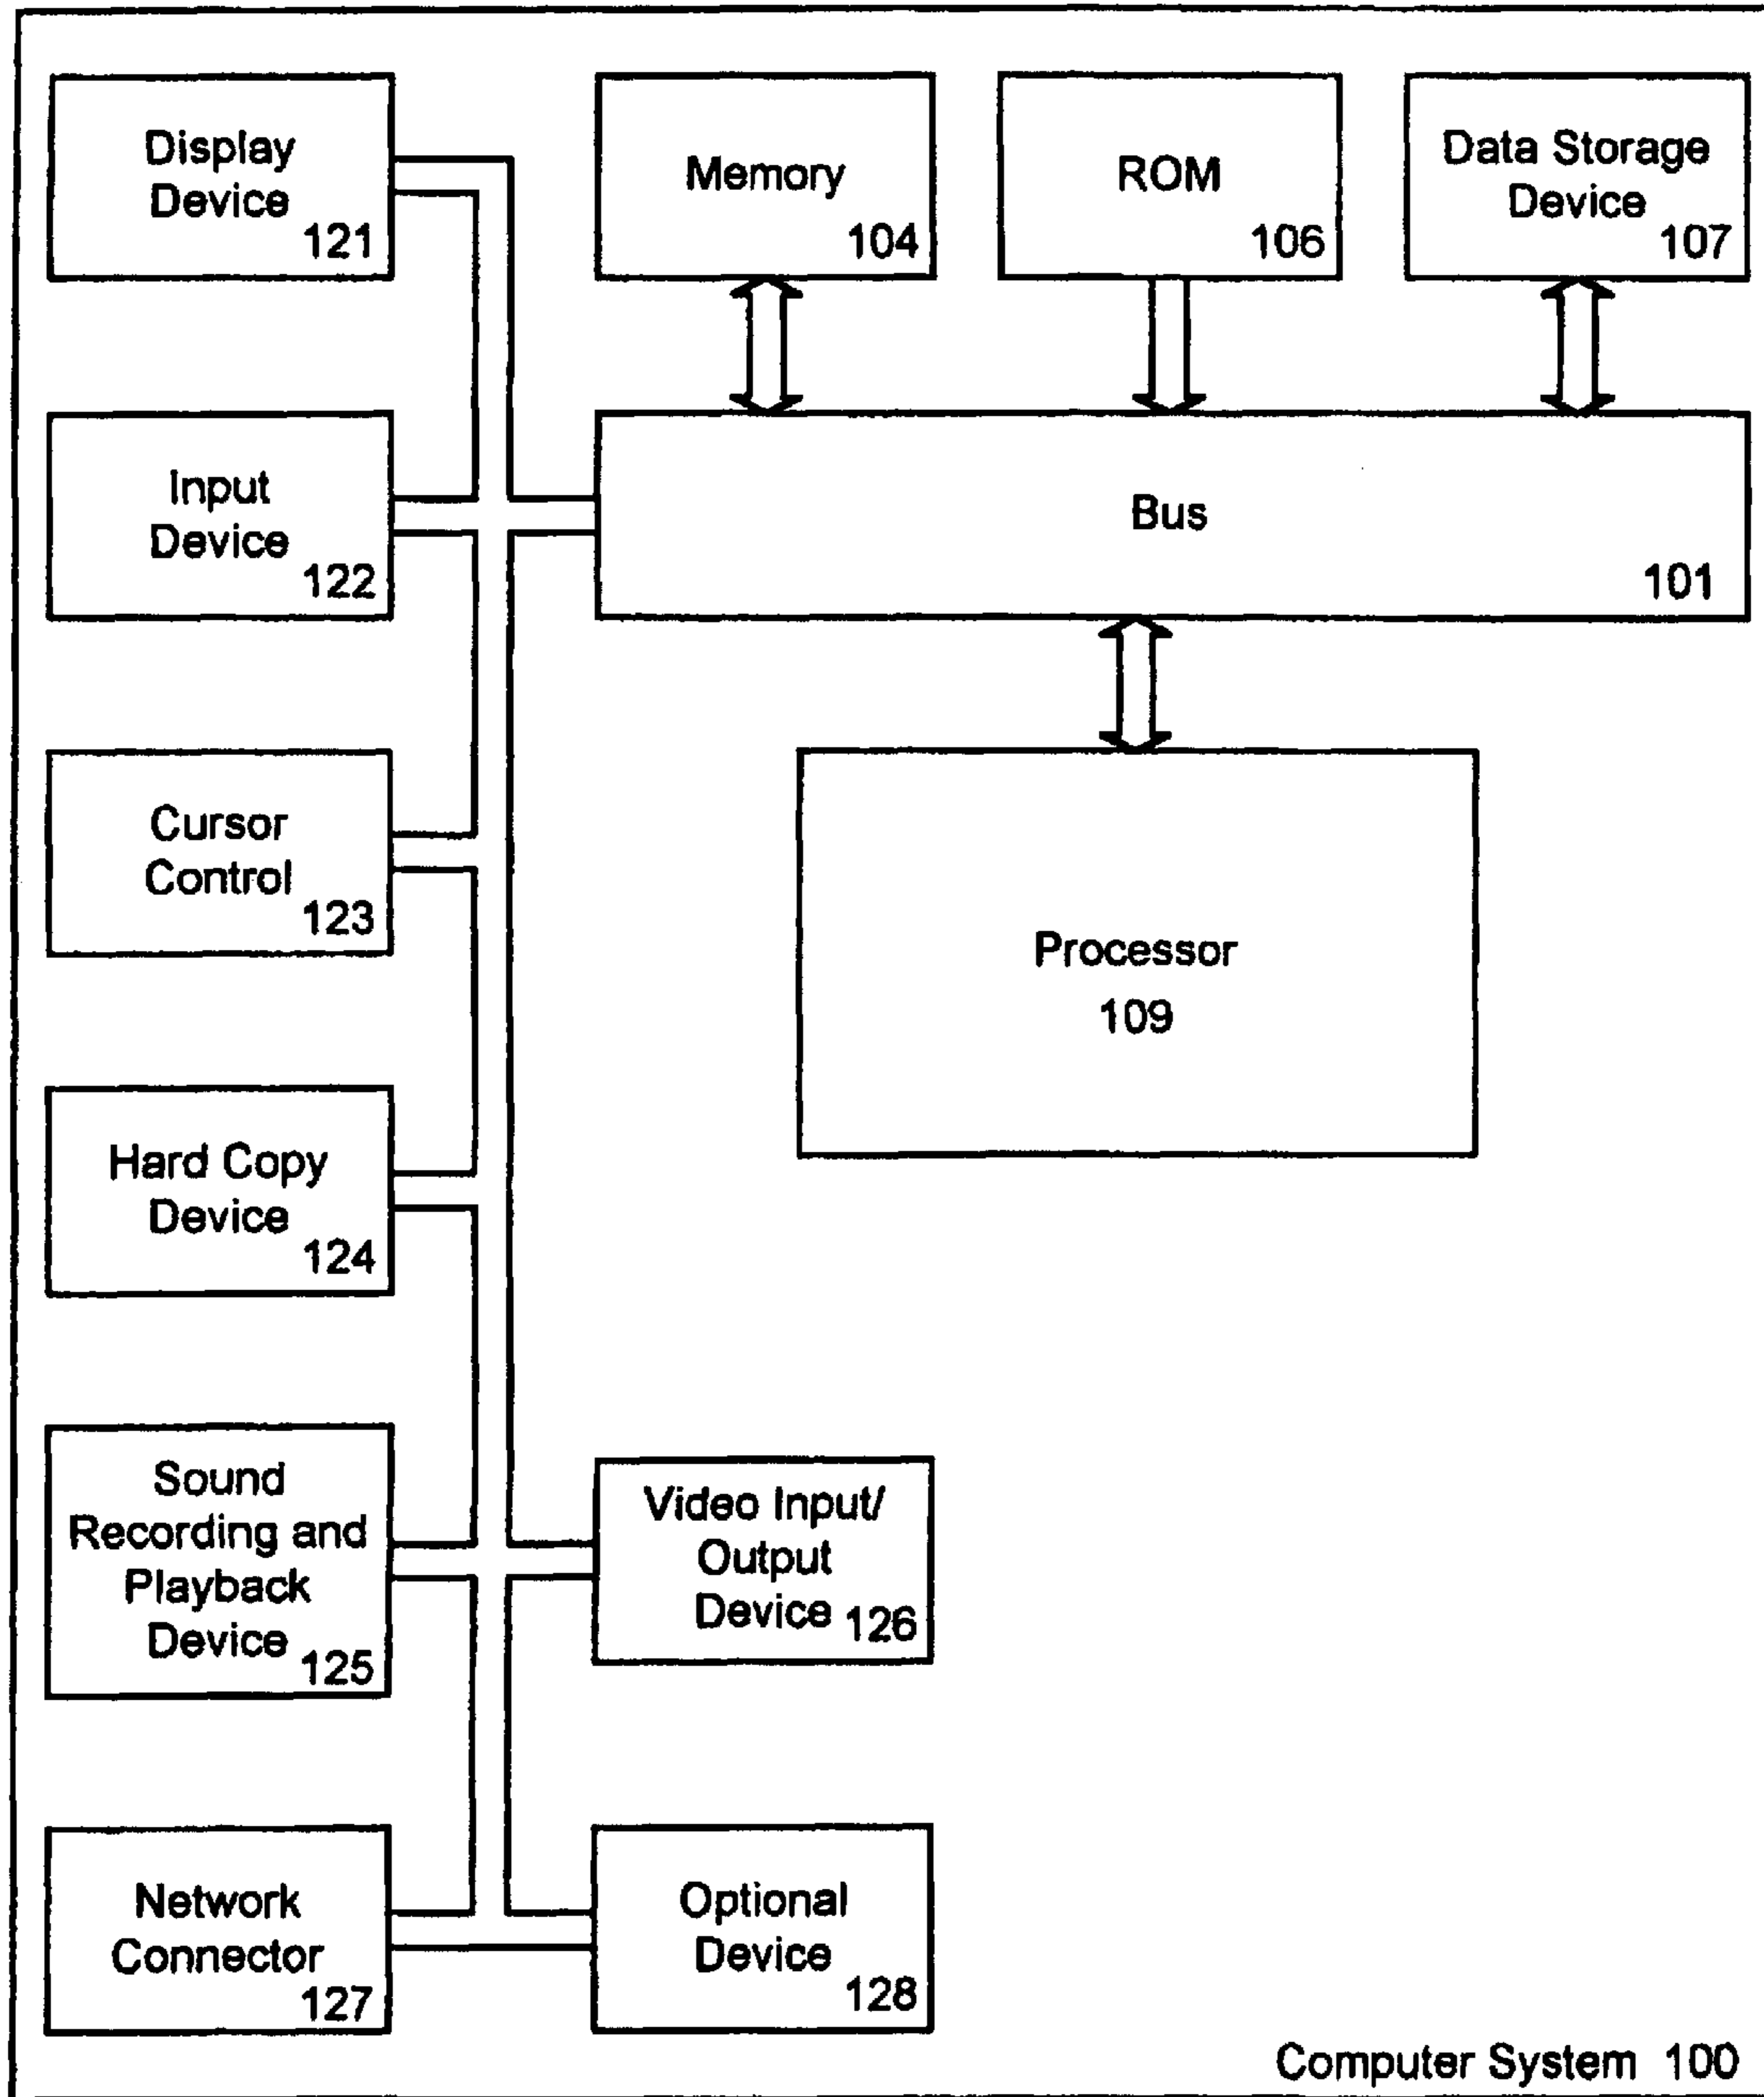 Display
Device
121
Memory
104
ROM
106
Data Storage
Device
107
Input
Device
122
Bus
101
Cursor
Control
123
Processor
109
Hard Copy
Device
124
Sound
Recording and
Playback
Device
125
Video Input/
Output
Device 126
Network
Connector
127
Optional
Device
128
Computer System 100